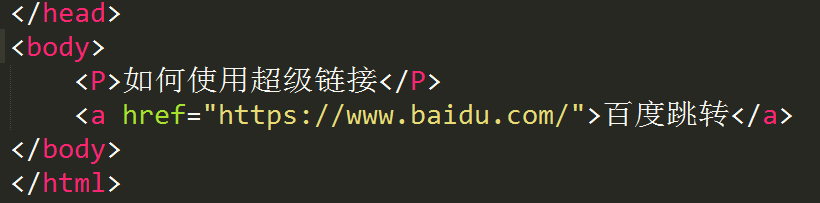 </head>
<body>
<P>如何使用超级链接</P>
<a href="https://www.baidu.com/">百度跳转</a>
</body>
</html>